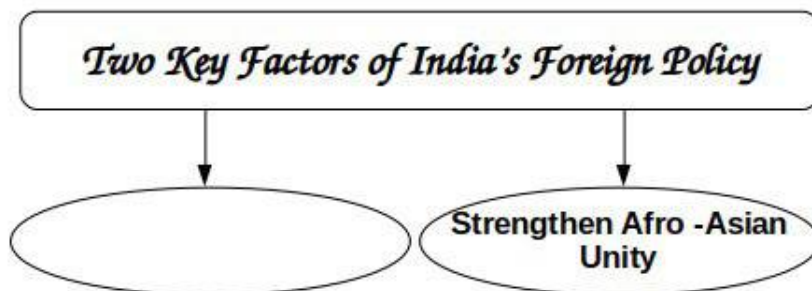 Two Key Factors of India's Foreign Policy
Strengthen Afro -Asian
Unity